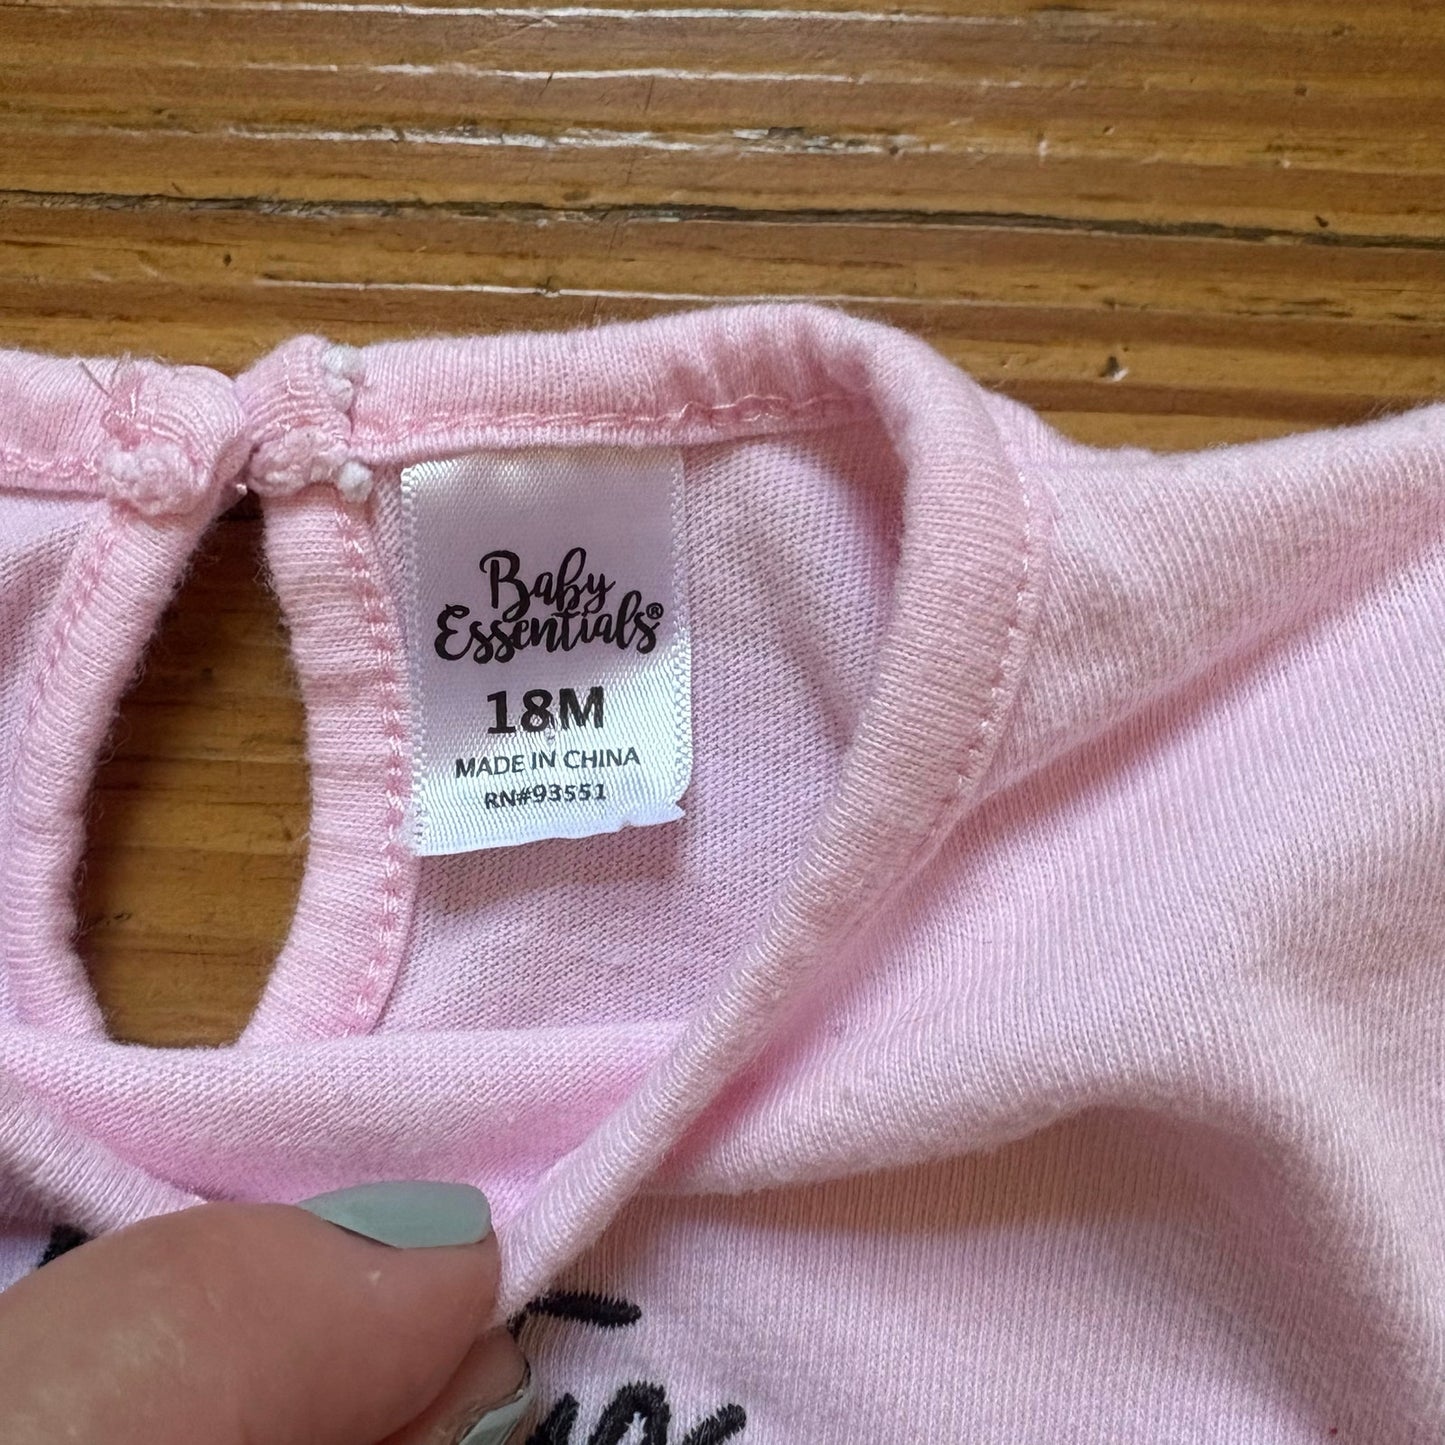 Baby
Essentials®
18M
MADE IN CHINA
RN#93551